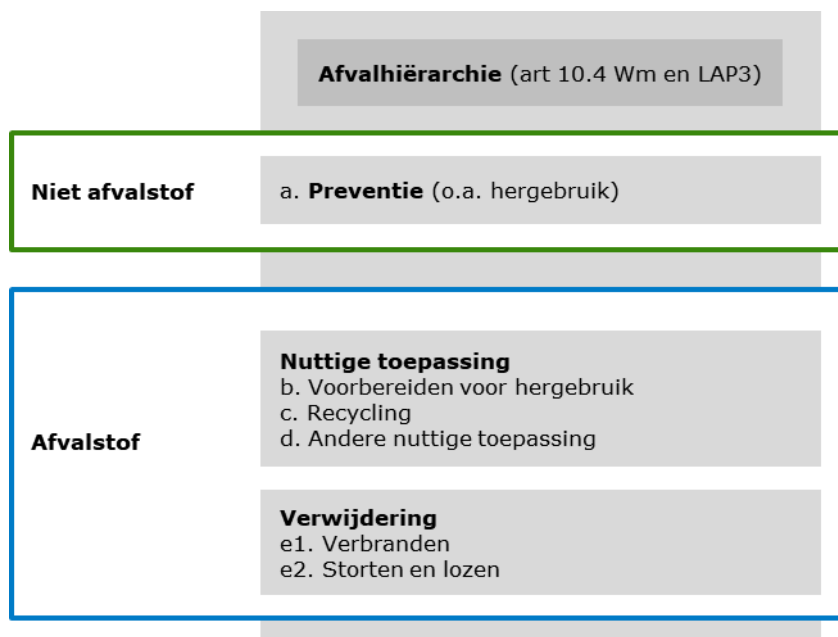 Afvalhiërarchie (art 10.4 Wm en LAP3)
Niet afvalstof
a. Preventie (o.a. hergebruik)
Afvalstof
Nuttige toepassing
b. Voorbereiden voor hergebruik
c. Recycling
d. Andere nuttige toepassing
Verwijdering
e1. Verbranden
e2. Storten en lozen